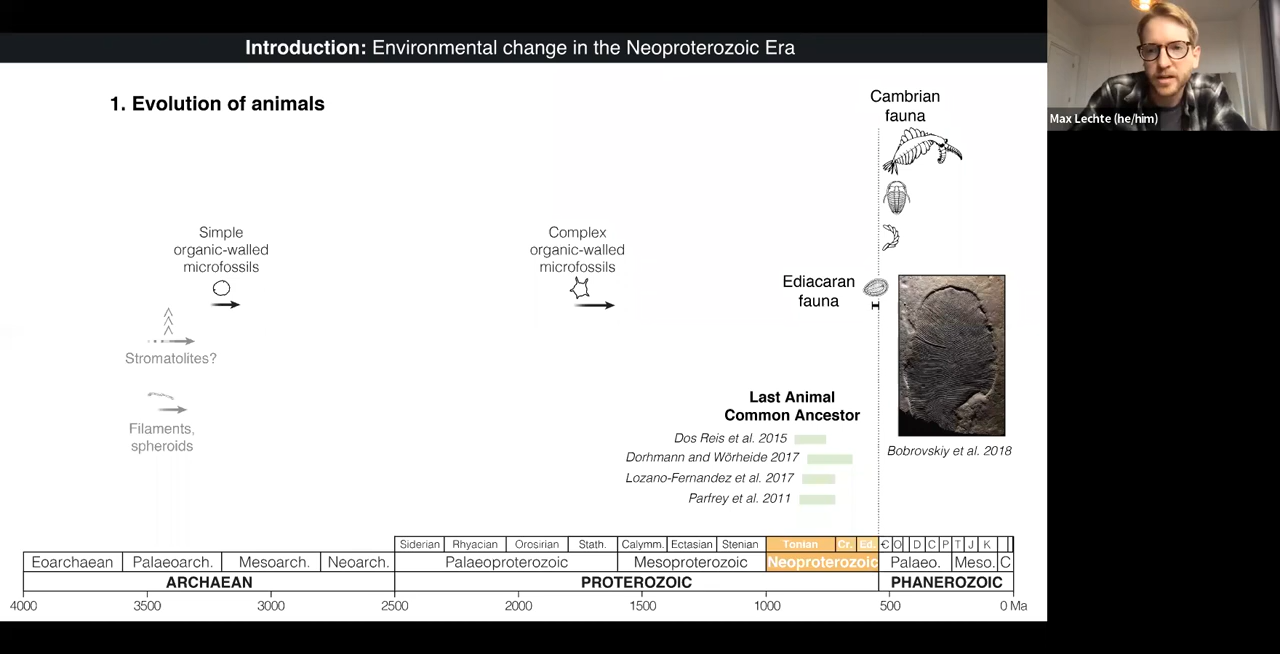 Introduction: Environmental change in the Neoproterozoic Era
Max Lechte (he/him)
1. Evolution of animals
Cambrian
fauna
Simple
organic-walled
microfossils
Complex
organic-walled
microfossils
Ediacaran
fauna
Stromatolites?
Filaments,
spheroids
Last Animal
Common Ancestor
Dos Reis et al. 2015
Dorhmann and Wörheide 2017
Lozano-Fernandez et al. 2017
Parfrey et al. 2011
Bobrovskiy et al. 2018
Siderian Rhyacian Orosirian Stath. Calymm. Ectasian Stenian Tonian Cr. Ed. Є O D C P T J K
Eoarchaean Palaeoarch. Mesoarch. Neoarch. Palaeoproterozoic Mesoproterozoic Neoproterozoic Palaeo. Meso. C
ARCHAEAN PROTEROZOIC PHANEROZOIC
4000 3500 3000 2500 2000 1500 1000 500 0 Ma